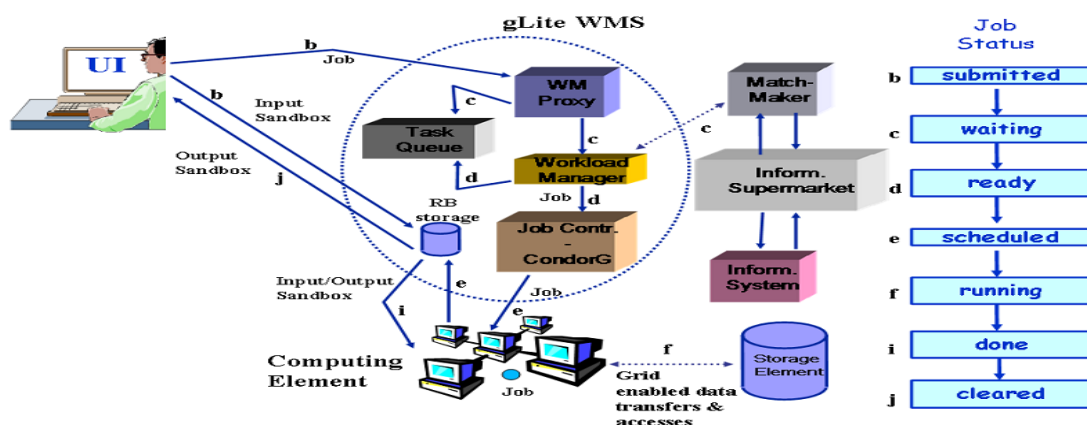 gLite WMS
Job
Status
UI
b
Job
b
Input
Sandbox
Output
Sandbox
j
WM
Proxy
c
Task
Queue
c
d
Workload
Manager
Job
d
RB
storage
Job Contr.
-
CondorG
Match-
Maker
c
Inform.
Supermarket
Inform.
System
Input/Output
Sandbox
i
e
Job
e
Computing
Element
Job
f
Grid
enabled data
transfers &
accesses
Storage
Element
b
submitted
c
waiting
d
ready
e
scheduled
f
running
i
done
j
cleared